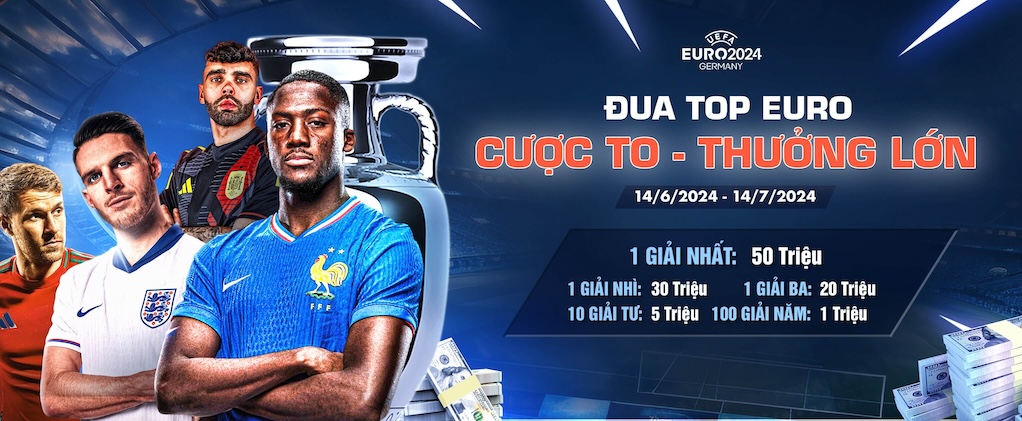 UEFA
EURO2024
GERMANY
ĐUA TOP EURO
CƯỢC TO - THƯỞNG LỚN
14/6/2024 - 14/7/2024
1 GIẢI NHẤT: 50 Triệu
1 GIẢI NHÌ: 30 Triệu 1 GIẢI BA: 20 Triệu
10 GIẢI TƯ: 5 Triệu 100 GIẢI NĂM: 1 Triệu
FFF